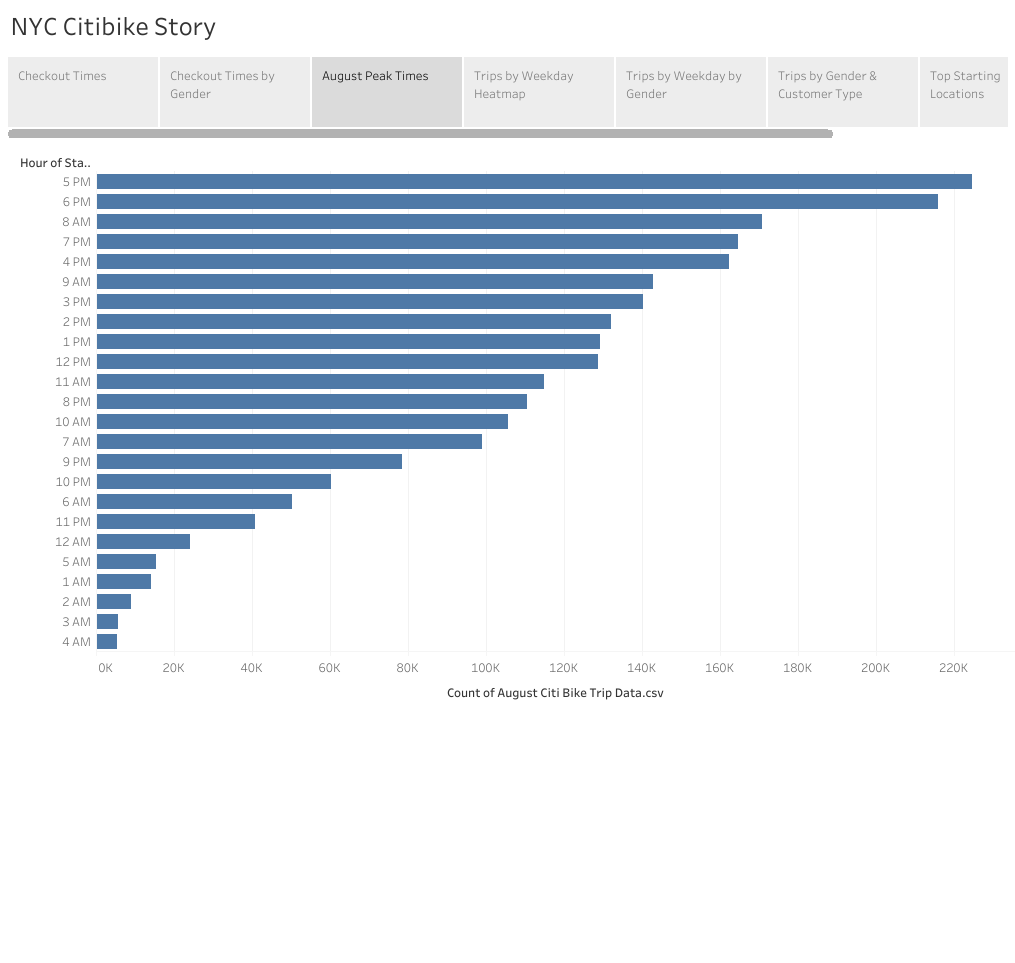 NYC Citibike Story
Checkout Times
Checkout Times by
Gender
August Peak Times
Trips by Weekday
Heatmap
Trips by Weekday by
Gender
Trips by Gender &
Customer Type
Top Starting
Locations
Hour of Sta..
5 PM
6 PM
8 AM
7 PM
4 PM
9 AM
3 PM
2 PM
1 PM
12 PM
11 AM
8 PM
10 AM
7 AM
9 PM
10 PM
6 AM
11 PM
12 AM
5 AM
1 AM
2 AM
3 AM
4 AM
0K 20K 40K 60K 80K 100K 120K 140K 160K 180K 200K 220K
Count of August Citi Bike Trip Data.csv